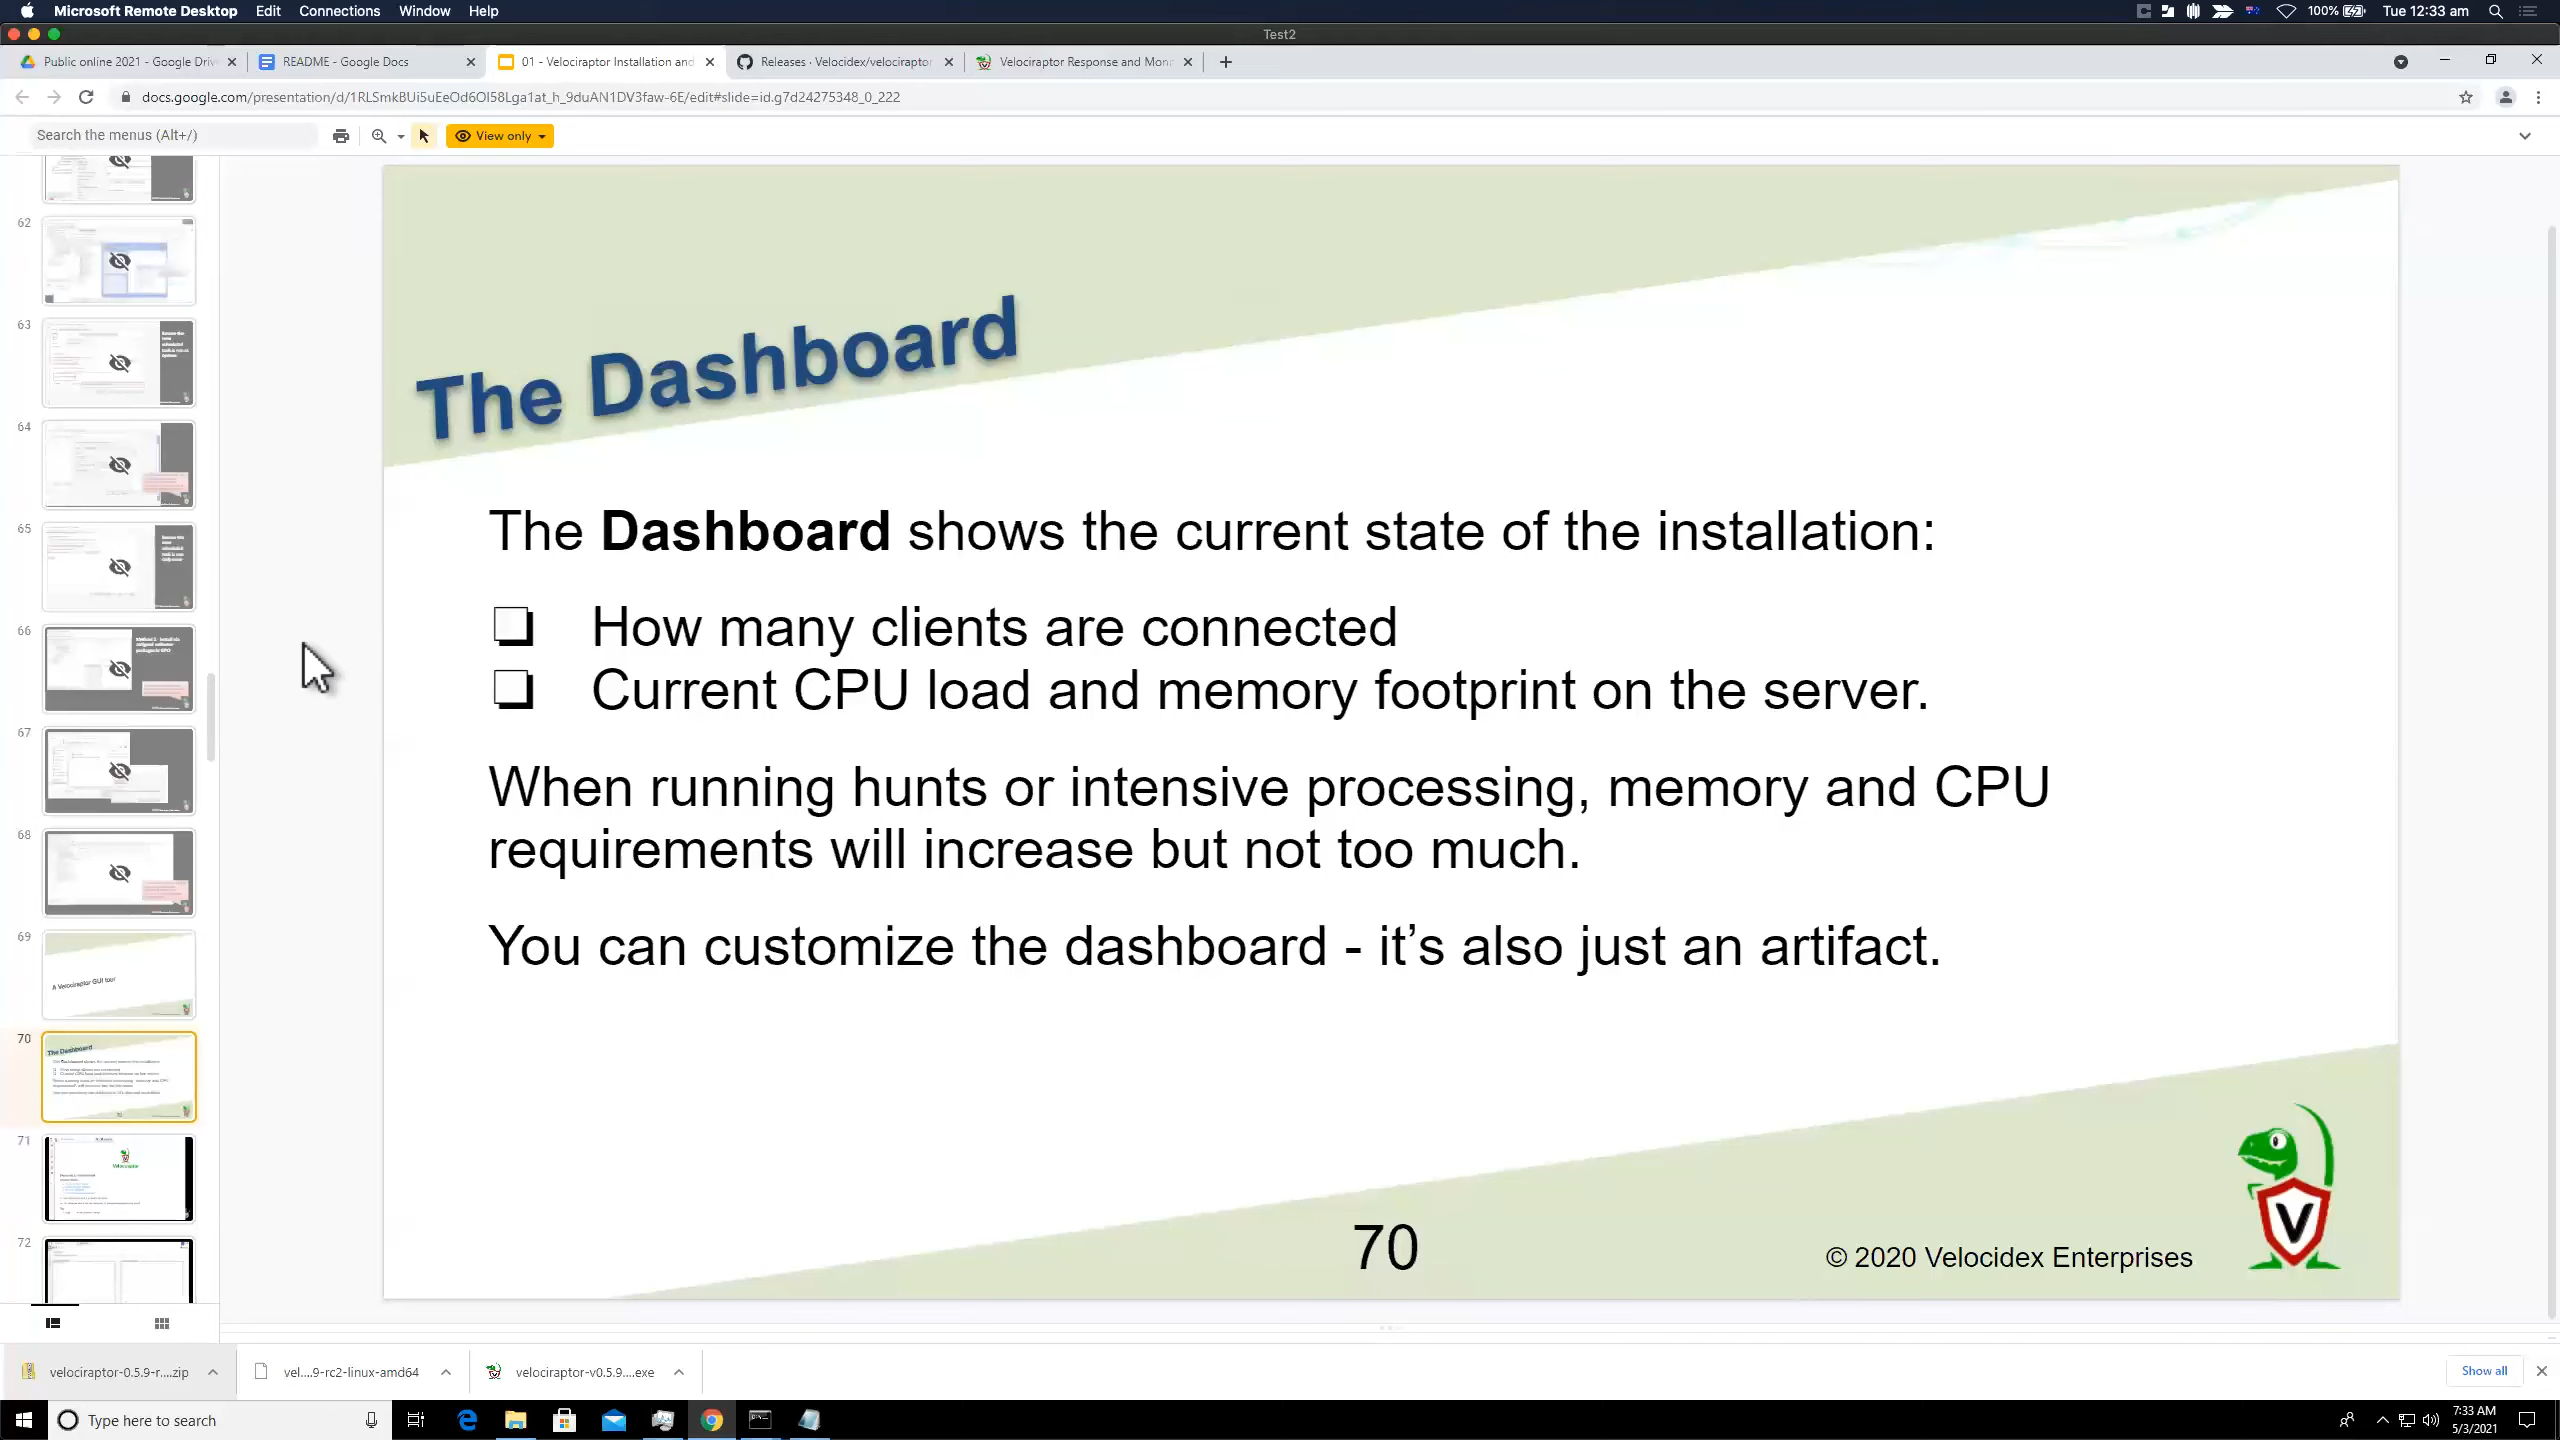 Microsoft Remote Desktop Edit Connections Window Help 100% Tue 12:33 am
Test2
Public online 2021 - Google Driv README - Google Docs 01 - Velociraptor Installation and Releases · Velocidex/velociraptor Velociraptor Response and Moni
docs.google.com/presentation/d/1RLSmkBUi5uEeOd6OI58Lga1at_h_9duAN1DV3faw-6E/edit#slide=id.g7d24275348_0_222
Search the menus (Alt+/) View only
62
63
64
65
66
67
68
69
A Velociraptor GUI tour
70
The Dashboard
71
Velociraptor
72
The Dashboard
The Dashboard shows the current state of the installation:
❏ How many clients are connected
❏ Current CPU load and memory footprint on the server.
When running hunts or intensive processing, memory and CPU
requirements will increase but not too much.
You can customize the dashboard - it’s also just an artifact.
70
© 2020 Velocidex Enterprises
V
velociraptor-0.5.9-r....zip vel....9-rc2-linux-amd64 velociraptor-v0.5.9....exe Show all
Type here to search
7:33 AM
5/3/2021